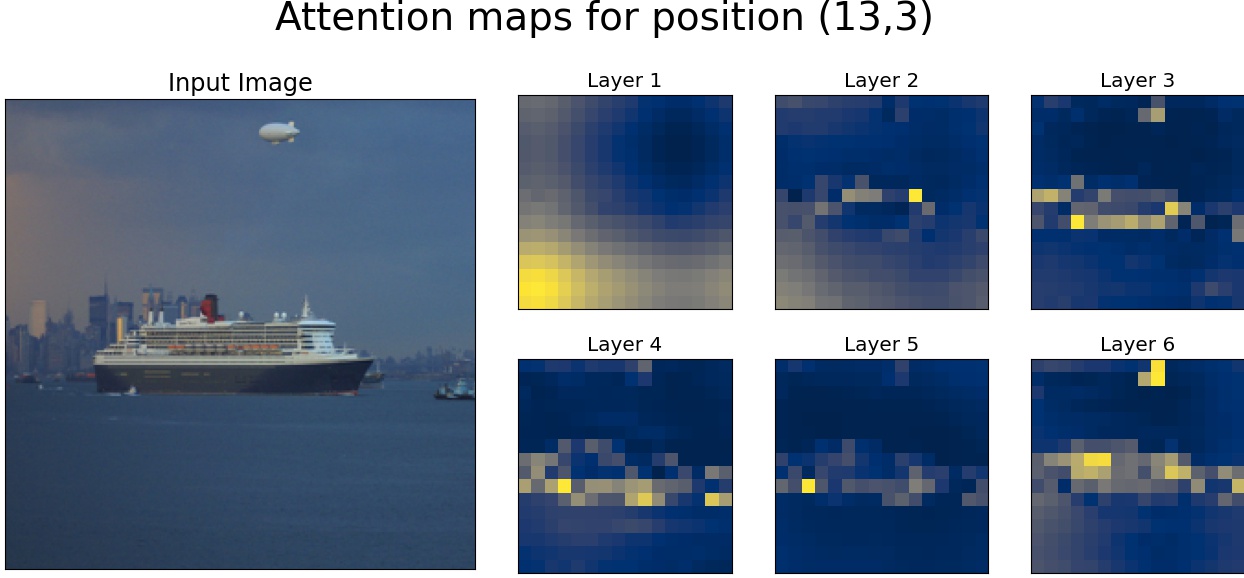 Attention maps for position (13,3)
Input Image
Layer 1
Layer 2
Layer 3
Layer 4
Layer 5
Layer 6